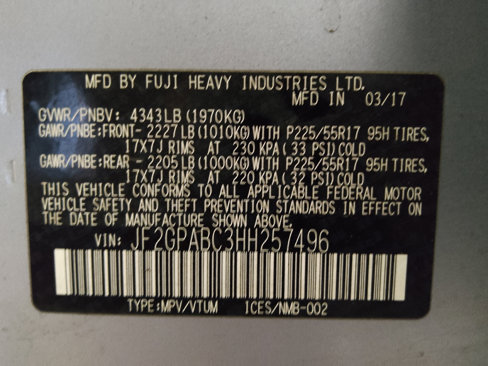 MFD BY FUJI HEAVY INDUSTRIES LTD.
MFD IN 03/17
GVWR/PNBV: 4343LB (1970KG)
GAWR/PNBE:FRONT- 2227LB(1010KG)WITH P225/55R17 95H TIRES,
17X7J RIMS AT 230 KPA( 33 PSI)COLD
GAWR/PNBE:REAR - 2205LB(1000KG)WITH P225/55R17 95H TIRES,
17X7J RIMS AT 220 KPA( 32 PSI)COLD
THIS VEHICLE CONFORMS TO ALL APPLICABLE FEDERAL MOTOR
VEHICLE SAFETY AND THEFT PREVENTION STANDARDS IN EFFECT ON
THE DATE OF MANUFACTURE SHOWN ABOVE.
VIN: JF2GPABC3HH257496
TYPE:MPV/VTUM ICES/NMB-002